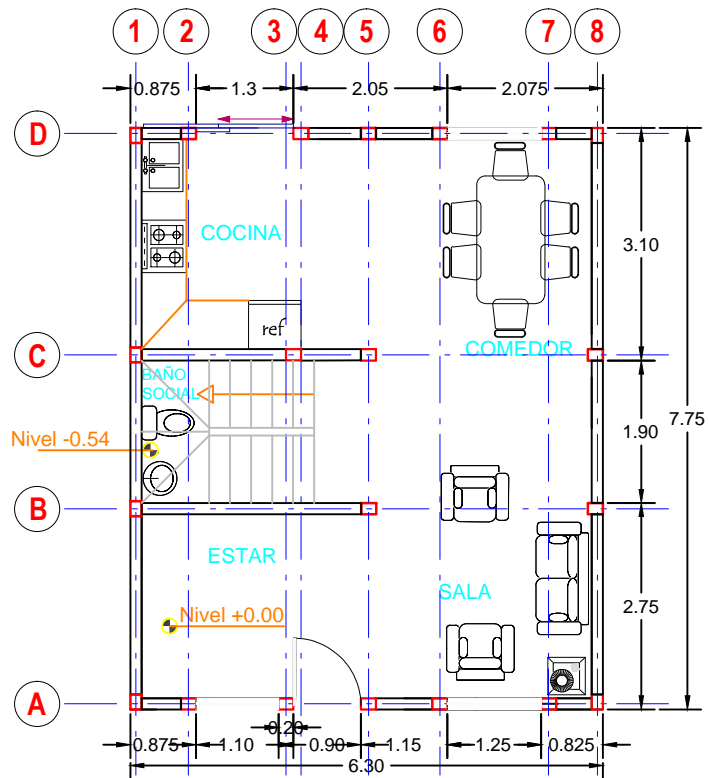 1 2 3 4 5 6 7 8
0.875 1.3 2.05 2.075
D
COCINA
3.10
ref
C
COMEDOR
BAÑO
SOCIAL
7.75
1.90
Nivel -0.54
B
ESTAR
SALA
2.75
Nivel +0.00
A
0.20
0.875 1.10 0.90 1.15 1.25 0.825
6.30